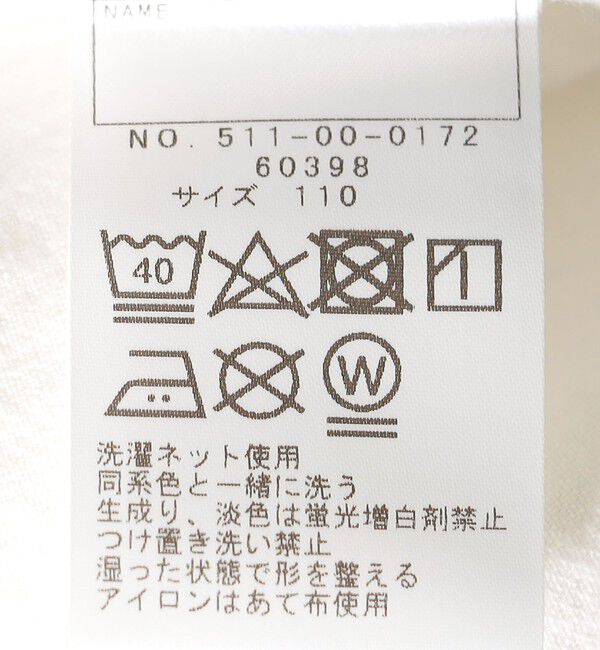 NAME
NO. 511-00-0172
60398
サイズ 110
40
W
洗濯ネット使用
同系色と一緒に洗う
生成り、淡色は蛍光増白剤禁止
つけ置き洗い禁止
湿った状態で形を整える
アイロンはあて布使用